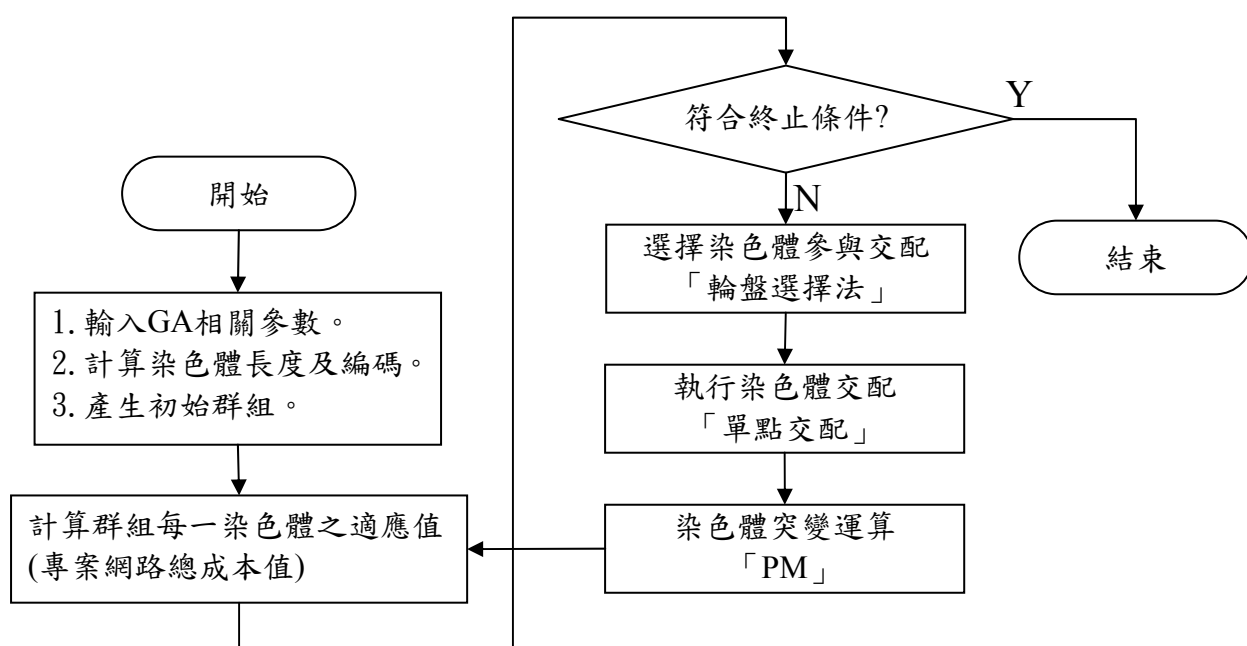 開始
1. 輸入GA相關參數。
2. 計算染色體長度及編碼。
3. 產生初始群組。
計算群組每一染色體之適應值
(專案網路總成本值)
符合終止條件?
Y
N
選擇染色體參與交配
「輪盤選擇法」
執行染色體交配
「單點交配」
染色體突變運算
「PM」
結束